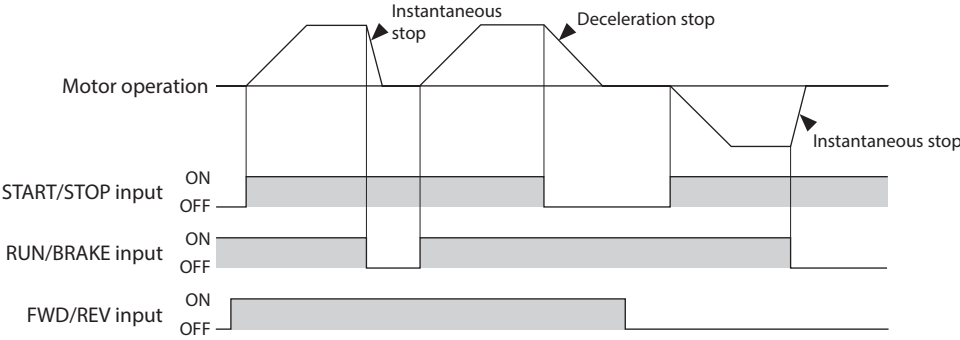 Instantaneous
stop
Deceleration stop
Motor operation
Instantaneous stop
START/STOP input
ON
OFF
RUN/BRAKE input
ON
OFF
FWD/REV input
ON
OFF